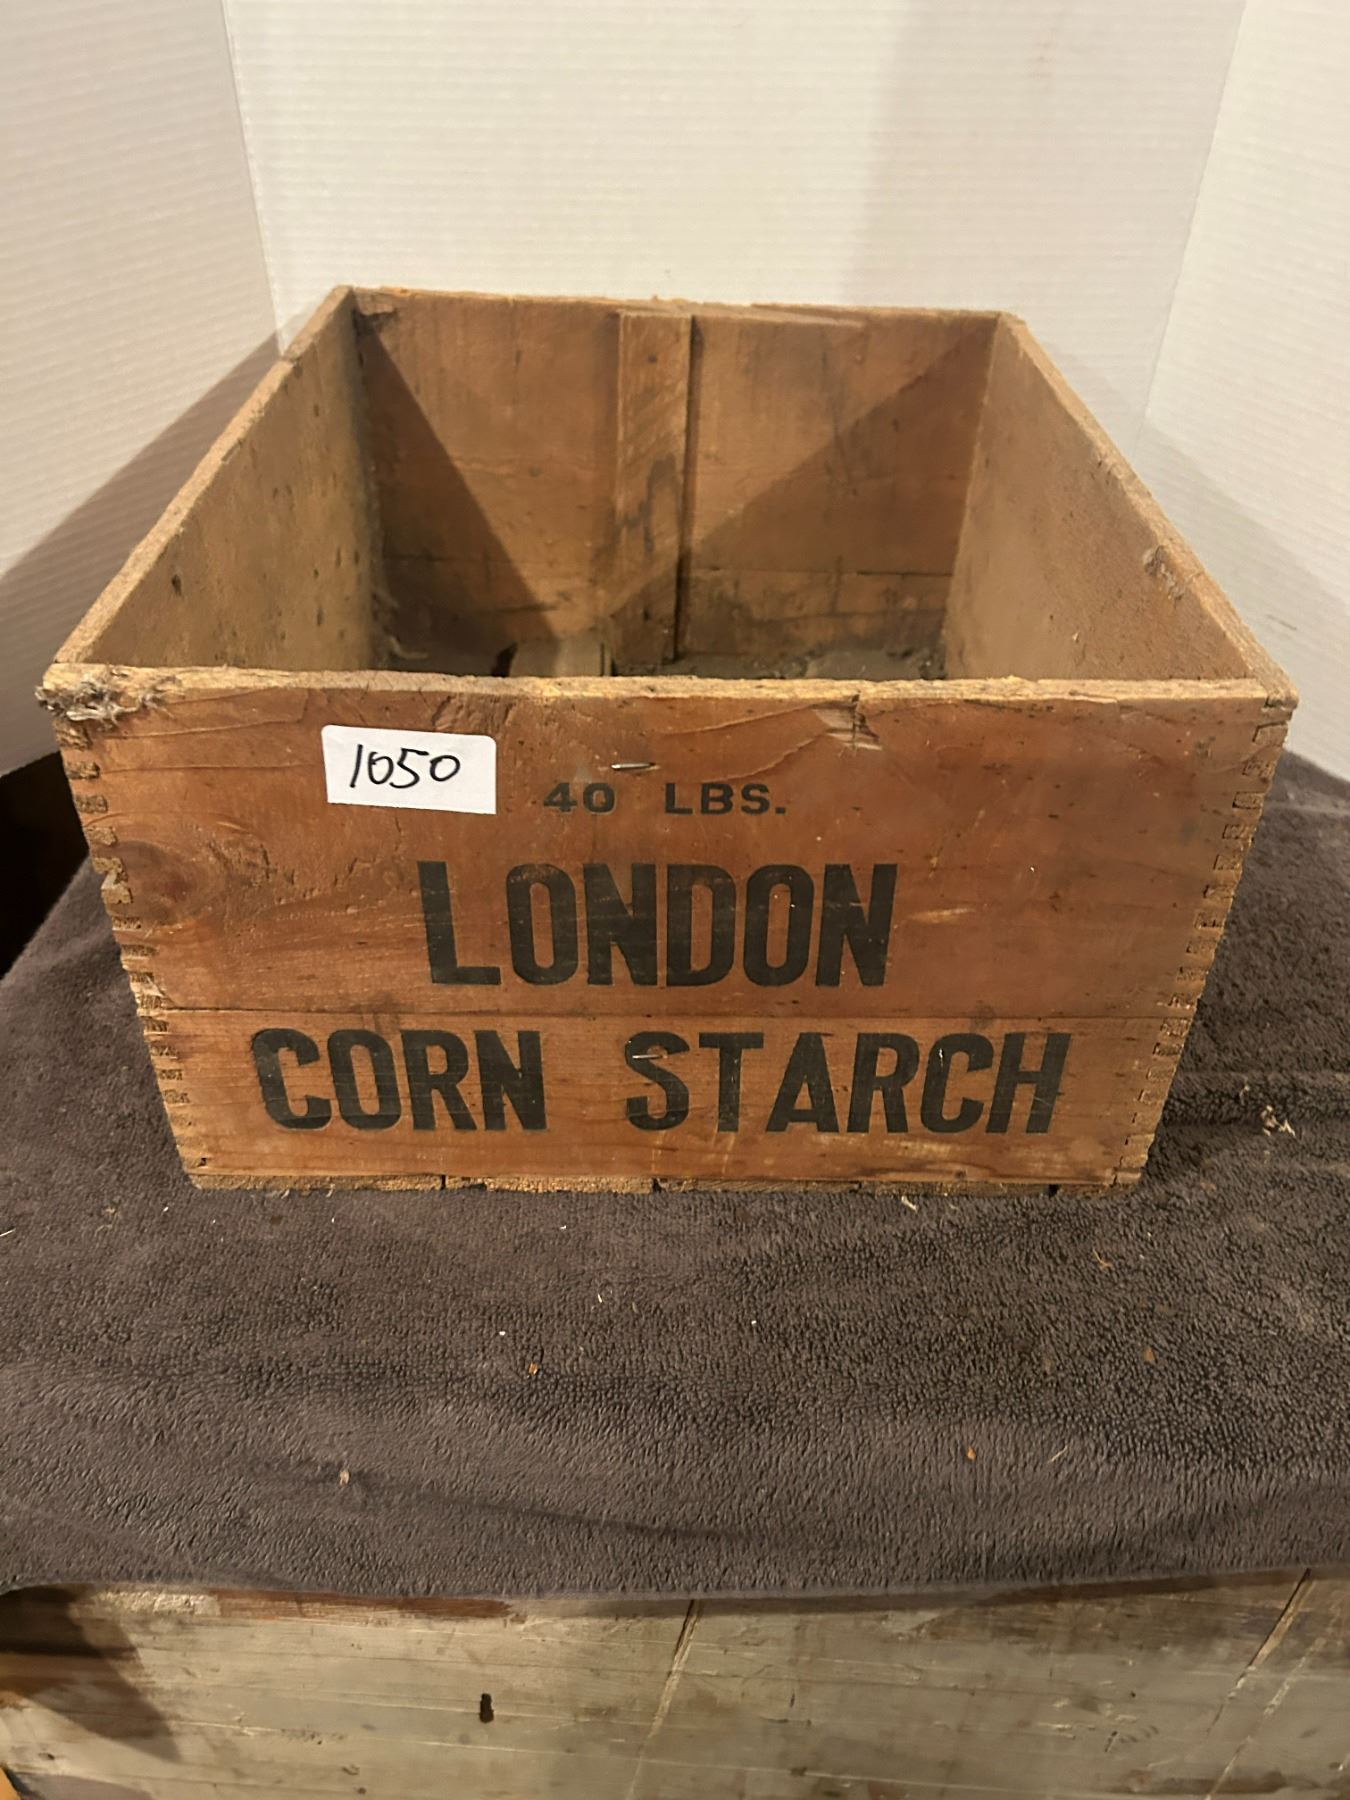 1050
40 LBS.
LONDON
CORN STARCH